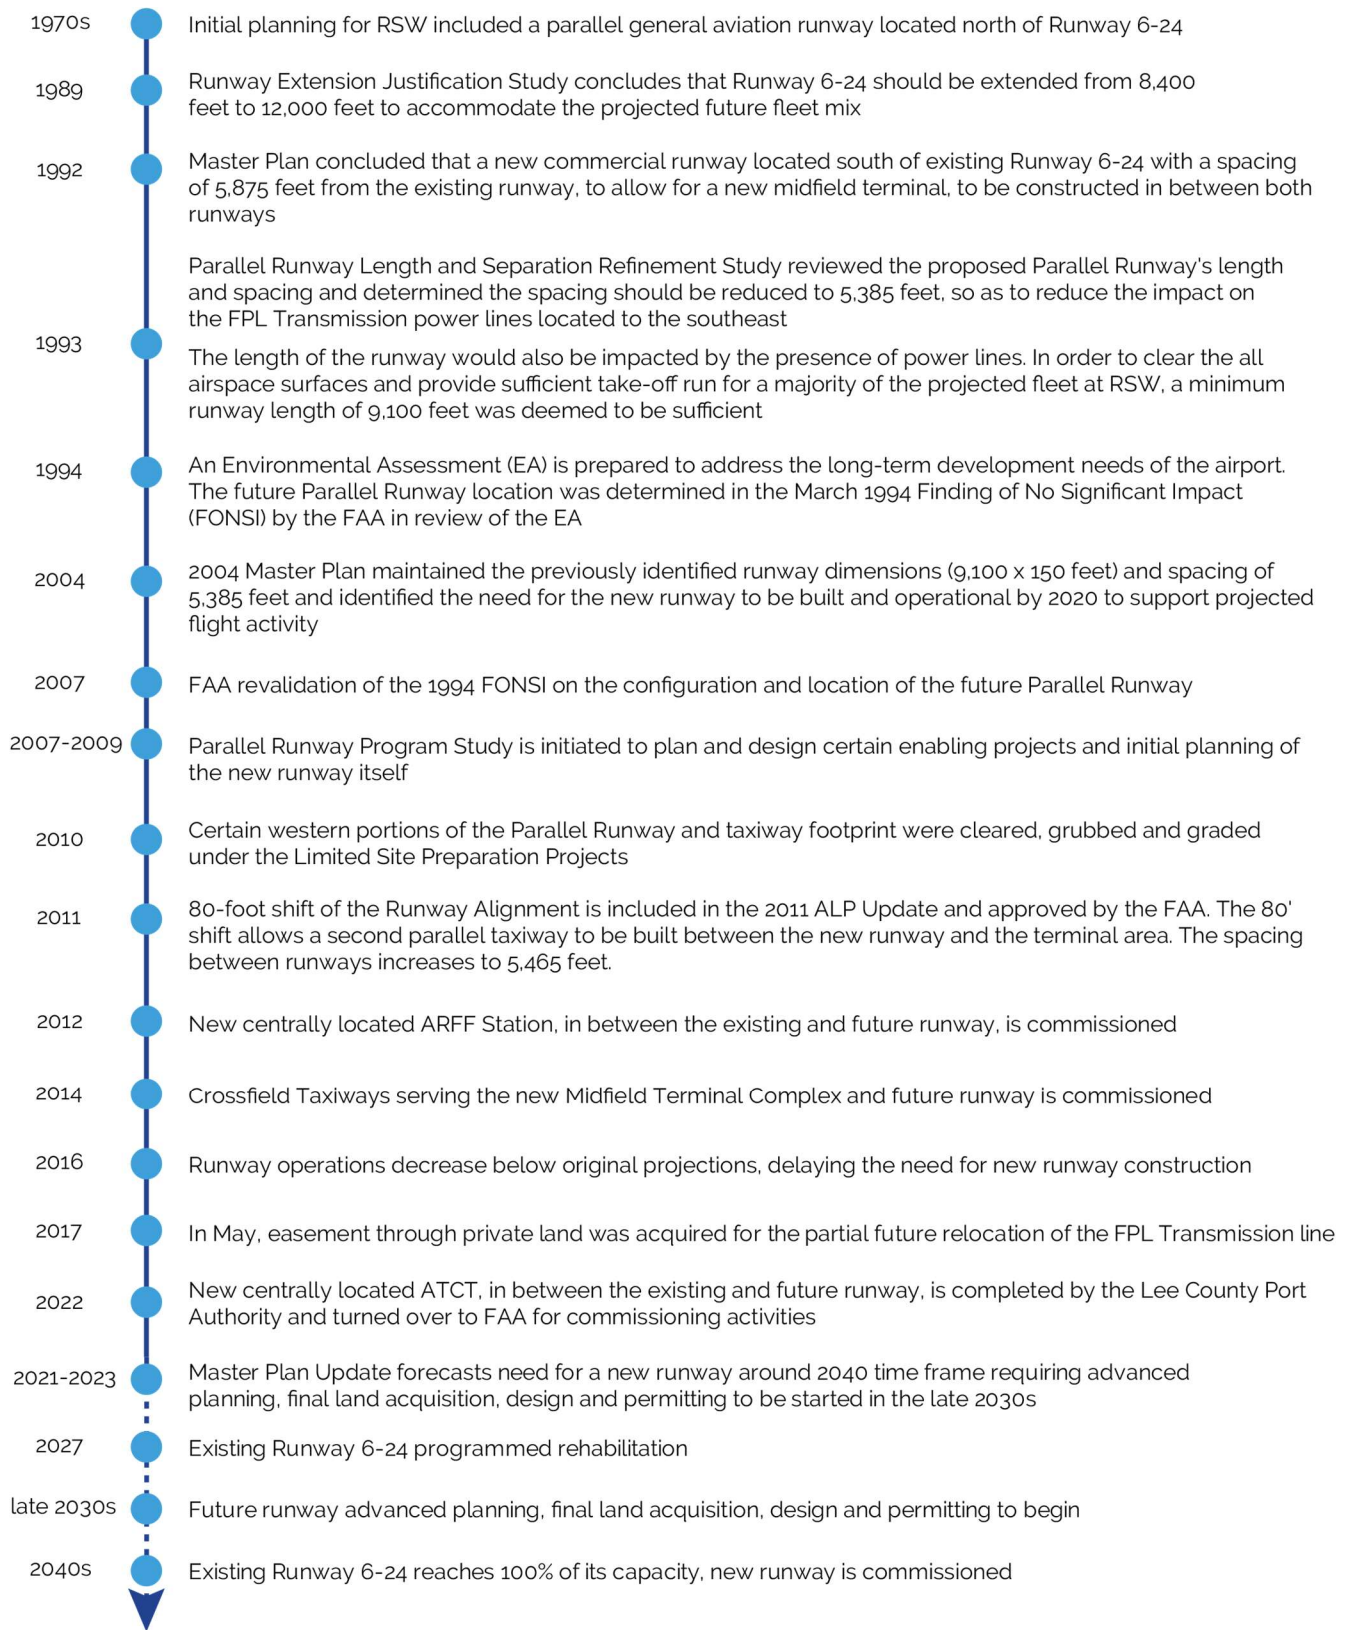 1970s
Initial planning for RSW included a parallel general aviation runway located north of Runway 6-24
1989
Runway Extension Justification Study concludes that Runway 6-24 should be extended from 8,400
feet to 12,000 feet to accommodate the projected future fleet mix
1992
Master Plan concluded that a new commercial runway located south of existing Runway 6-24 with a spacing
of 5,875 feet from the existing runway, to allow for a new midfield terminal, to be constructed in between both
runways
1993
Parallel Runway Length and Separation Refinement Study reviewed the proposed Parallel Runway's length
and spacing and determined the spacing should be reduced to 5,385 feet, so as to reduce the impact on
the FPL Transmission power lines located to the southeast
The length of the runway would also be impacted by the presence of power lines. In order to clear the all
airspace surfaces and provide sufficient take-off run for a majority of the projected fleet at RSW, a minimum
runway length of 9,100 feet was deemed to be sufficient
1994
An Environmental Assessment (EA) is prepared to address the long-term development needs of the airport.
The future Parallel Runway location was determined in the March 1994 Finding of No Significant Impact
(FONSI) by the FAA in review of the EA
2004
2004 Master Plan maintained the previously identified runway dimensions (9,100 x 150 feet) and spacing of
5,385 feet and identified the need for the new runway to be built and operational by 2020 to support projected
flight activity
2007
FAA revalidation of the 1994 FONSI on the configuration and location of the future Parallel Runway
2007-2009
Parallel Runway Program Study is initiated to plan and design certain enabling projects and initial planning of
the new runway itself
2010
Certain western portions of the Parallel Runway and taxiway footprint were cleared, grubbed and graded
under the Limited Site Preparation Projects
2011
80-foot shift of the Runway Alignment is included in the 2011 ALP Update and approved by the FAA. The 80'
shift allows a second parallel taxiway to be built between the new runway and the terminal area. The spacing
between runways increases to 5,465 feet.
2012
New centrally located ARFF Station, in between the existing and future runway, is commissioned
2014
Crossfield Taxiways serving the new Midfield Terminal Complex and future runway is commissioned
2016
Runway operations decrease below original projections, delaying the need for new runway construction
2017
In May, easement through private land was acquired for the partial future relocation of the FPL Transmission line
2022
New centrally located ATCT, in between the existing and future runway, is completed by the Lee County Port
Authority and turned over to FAA for commissioning activities
2021-2023
Master Plan Update forecasts need for a new runway around 2040 time frame requiring advanced
planning, final land acquisition, design and permitting to be started in the late 2030s
2027
Existing Runway 6-24 programmed rehabilitation
late 2030s
Future runway advanced planning, final land acquisition, design and permitting to begin
2040s
Existing Runway 6-24 reaches 100% of its capacity, new runway is commissioned